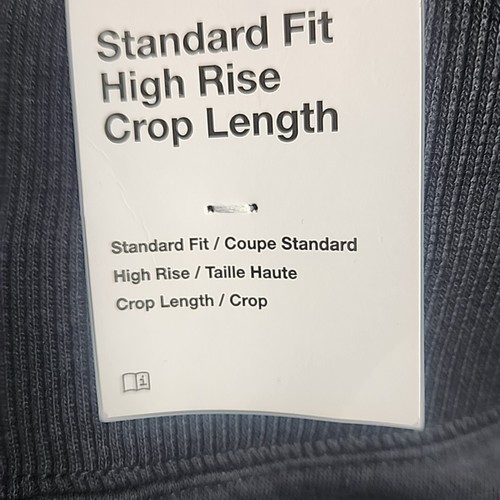 Standard Fit
High Rise
Crop Length
Standard Fit / Coupe Standard
High Rise / Taille Haute
Crop Length / Crop
i